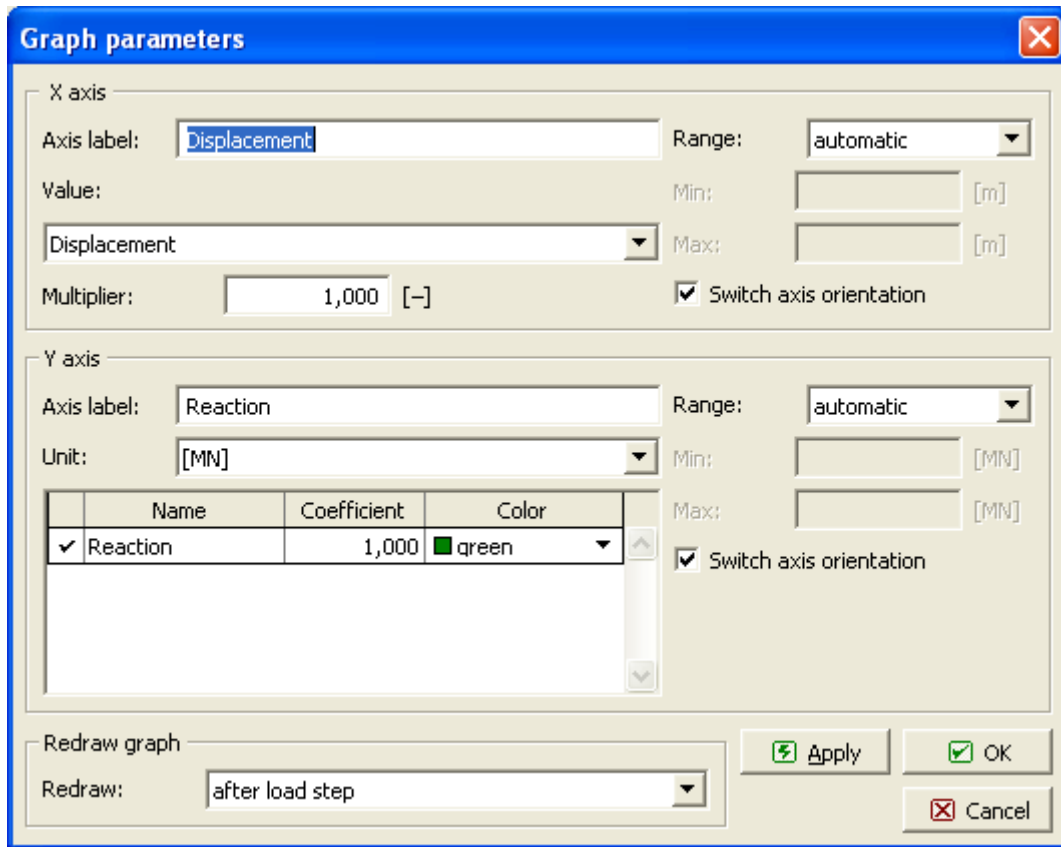 Graph parameters
X axis
Axis label: Displacement Range: automatic
Value: Min: [m]
Displacement Max: [m]
Multiplier: 1,000 [–] Switch axis orientation
Y axis
Axis label: Reaction Range: automatic
Unit: [MN] Min: [MN]
Name Coefficient Color Max: [MN]
Reaction 1,000 green
Switch axis orientation
Redraw graph
Apply OK
Redraw: after load step
Cancel